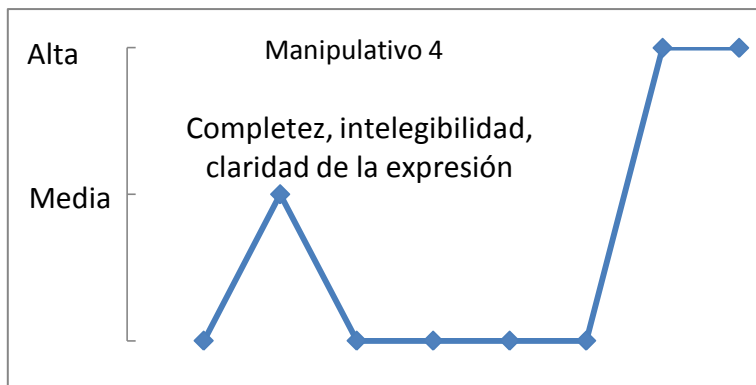 Alta
Manipulativo 4
Completez, intelegibilidad,
claridad de la expresión
Media